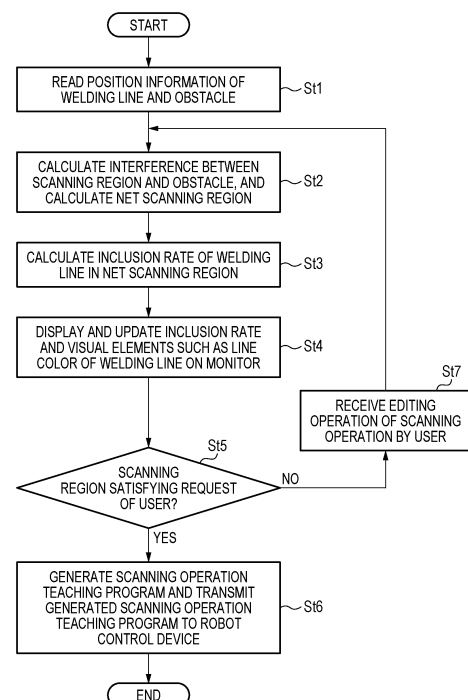 START
READ POSITION INFORMATION OF
WELDING LINE AND OBSTACLE
St1
CALCULATE INTERFERENCE BETWEEN
SCANNING REGION AND OBSTACLE, AND
CALCULATE NET SCANNING REGION
St2
CALCULATE INCLUSION RATE OF WELDING
LINE IN NET SCANNING REGION
St3
DISPLAY AND UPDATE INCLUSION RATE
AND VISUAL ELEMENTS SUCH AS LINE
COLOR OF WELDING LINE ON MONITOR
St4
St7
RECEIVE EDITING
OPERATION OF SCANNING
OPERATION BY USER
St5
SCANNING
REGION SATISFYING REQUEST
OF USER?
NO
YES
GENERATE SCANNING OPERATION
TEACHING PROGRAM AND TRANSMIT
GENERATED SCANNING OPERATION
TEACHING PROGRAM TO ROBOT
CONTROL DEVICE
St6
END